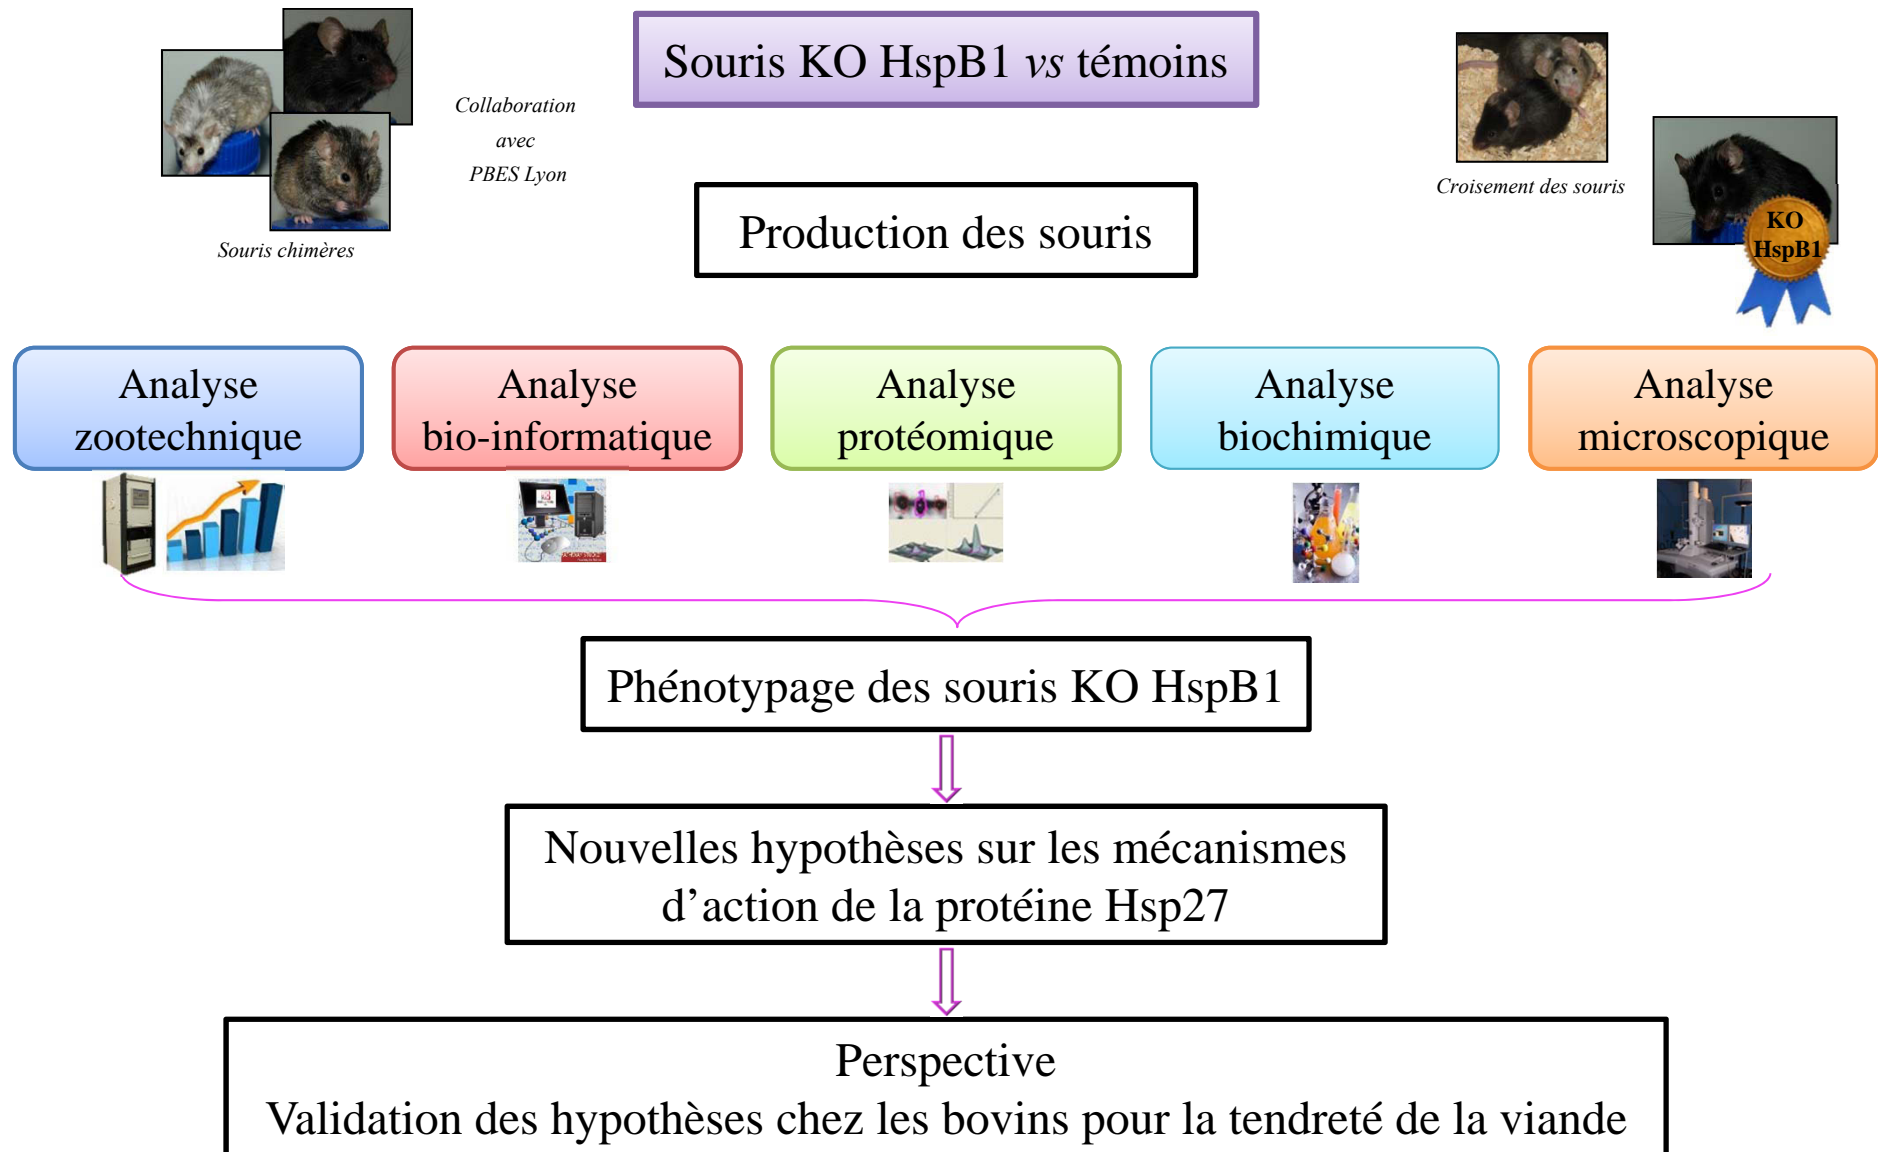 Souris KO HspB1 vs témoins
Collaboration
avec
PBES Lyon
Souris chimères
Croisement des souris
KO
HspB1
Production des souris
Analyse
zootechnique
Analyse
bio-informatique
Analyse
protéomique
Analyse
biochimique
Analyse
microscopique
Phénotypage des souris KO HspB1
Nouvelles hypothèses sur les mécanismes
d’action de la protéine Hsp27
Perspective
Validation des hypothèses chez les bovins pour la tendreté de la viande